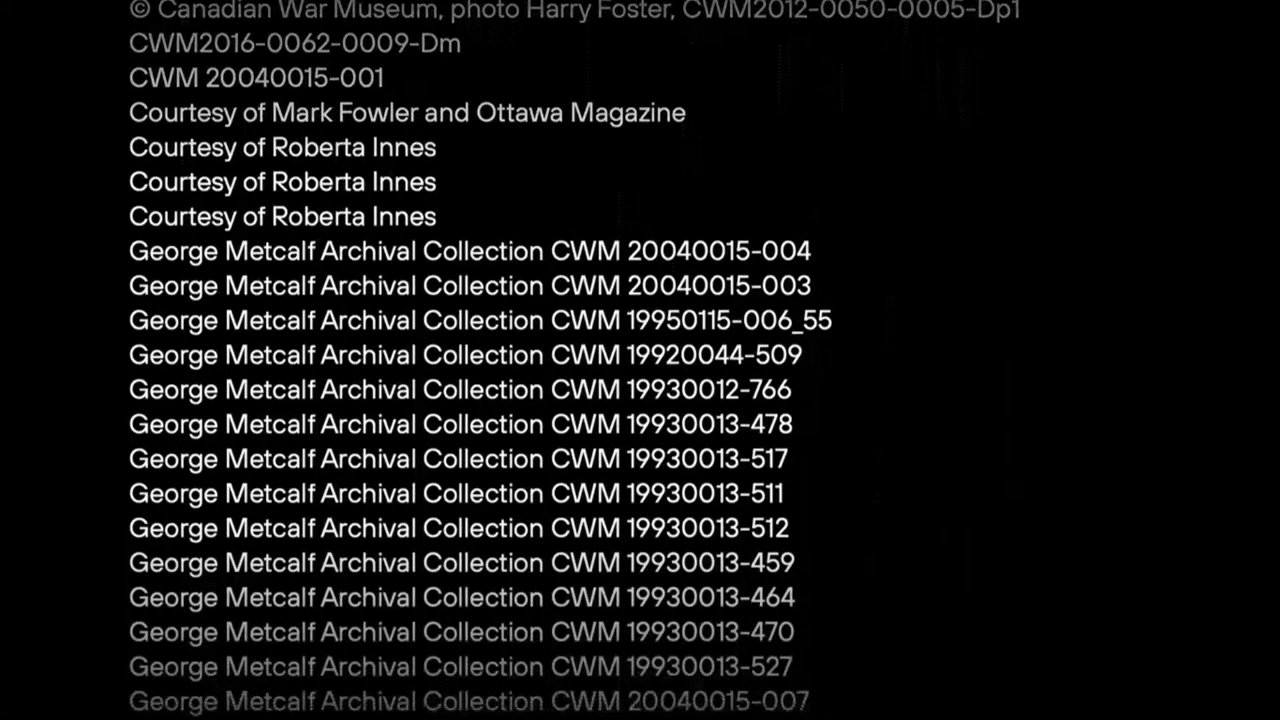 © Canadian War Museum, photo Harry Foster, CWM2012-0050-0005-Dp1
CWM2016-0062-0009-Dm
CWM 20040015-001
Courtesy of Mark Fowler and Ottawa Magazine
Courtesy of Roberta Innes
Courtesy of Roberta Innes
Courtesy of Roberta Innes
George Metcalf Archival Collection CWM 20040015-004
George Metcalf Archival Collection CWM 20040015-003
George Metcalf Archival Collection CWM 19950115-006_55
George Metcalf Archival Collection CWM 19920044-509
George Metcalf Archival Collection CWM 19930012-766
George Metcalf Archival Collection CWM 19930013-478
George Metcalf Archival Collection CWM 19930013-517
George Metcalf Archival Collection CWM 19930013-511
George Metcalf Archival Collection CWM 19930013-512
George Metcalf Archival Collection CWM 19930013-459
George Metcalf Archival Collection CWM 19930013-464
George Metcalf Archival Collection CWM 19930013-470
George Metcalf Archival Collection CWM 19930013-527
George Metcalf Archival Collection CWM 20040015-007